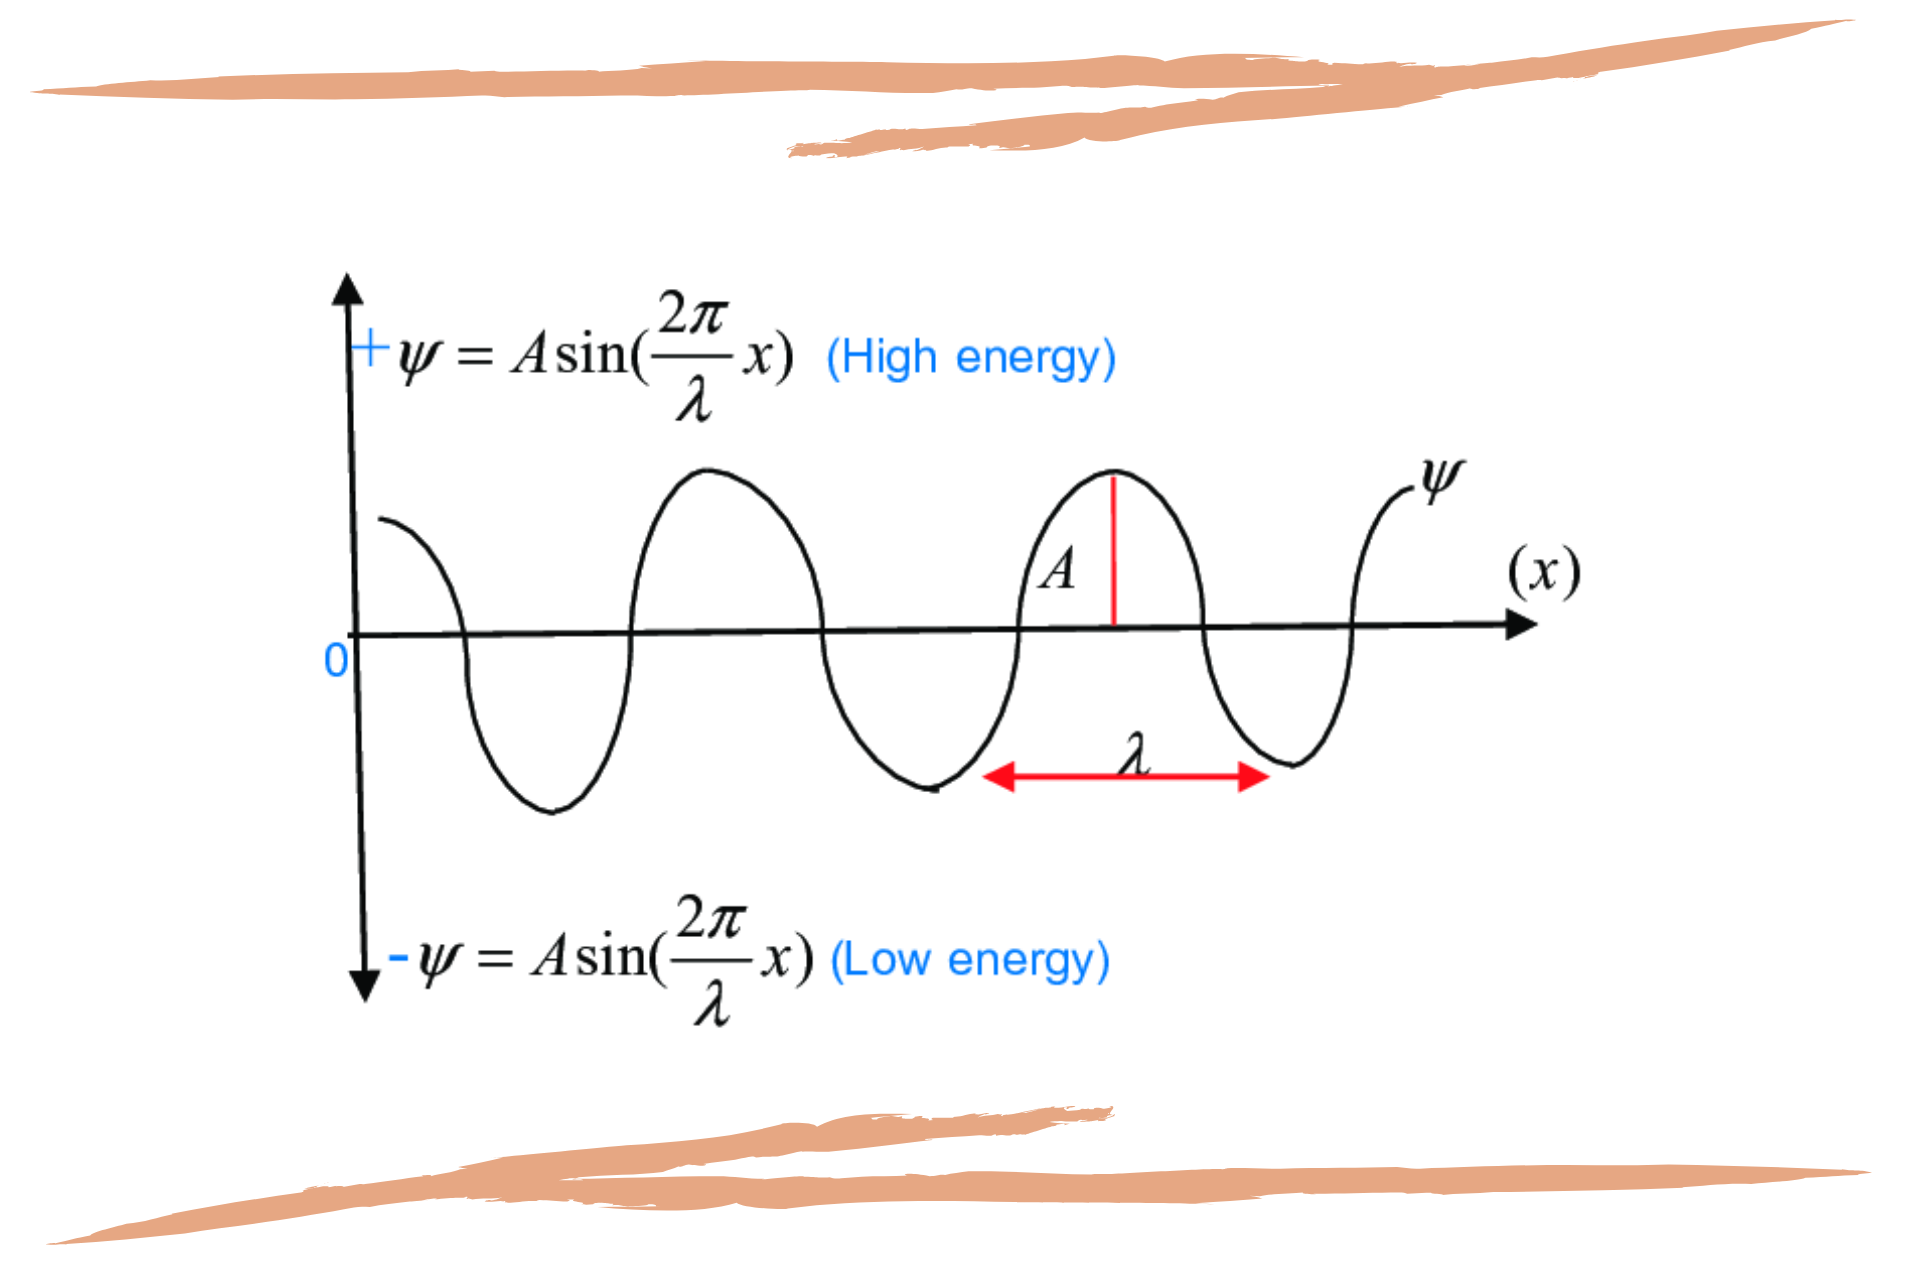 +ψ = A sin(2π/λ x) (High energy)
ψ
A
(x)
0
λ
-ψ = A sin(2π/λ x) (Low energy)